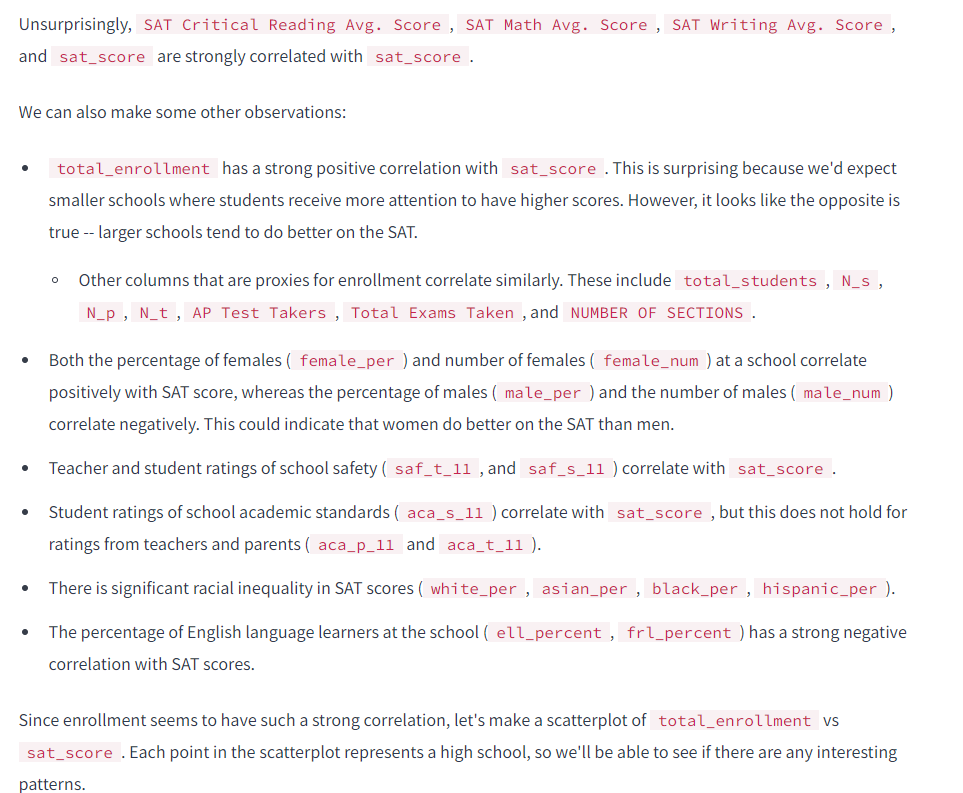 Unsurprisingly, SAT Critical Reading Avg. Score , SAT Math Avg. Score , SAT Writing Avg. Score ,
and sat_score are strongly correlated with sat_score .
We can also make some other observations:
• total_enrollment has a strong positive correlation with sat_score . This is surprising because we'd expect
smaller schools where students receive more attention to have higher scores. However, it looks like the opposite is
true -- larger schools tend to do better on the SAT.
◦ Other columns that are proxies for enrollment correlate similarly. These include total_students , N_s ,
N_p , N_t , AP Test Takers , Total Exams Taken , and NUMBER OF SECTIONS .
• Both the percentage of females ( female_per ) and number of females ( female_num ) at a school correlate
positively with SAT score, whereas the percentage of males ( male_per ) and the number of males ( male_num )
correlate negatively. This could indicate that women do better on the SAT than men.
• Teacher and student ratings of school safety ( saf_t_11 , and saf_s_11 ) correlate with sat_score .
• Student ratings of school academic standards ( aca_s_11 ) correlate with sat_score , but this does not hold for
ratings from teachers and parents ( aca_p_11 and aca_t_11 ).
• There is significant racial inequality in SAT scores ( white_per , asian_per , black_per , hispanic_per ).
• The percentage of English language learners at the school ( ell_percent , frl_percent ) has a strong negative
correlation with SAT scores.
Since enrollment seems to have such a strong correlation, let's make a scatterplot of total_enrollment vs
sat_score . Each point in the scatterplot represents a high school, so we'll be able to see if there are any interesting
patterns.